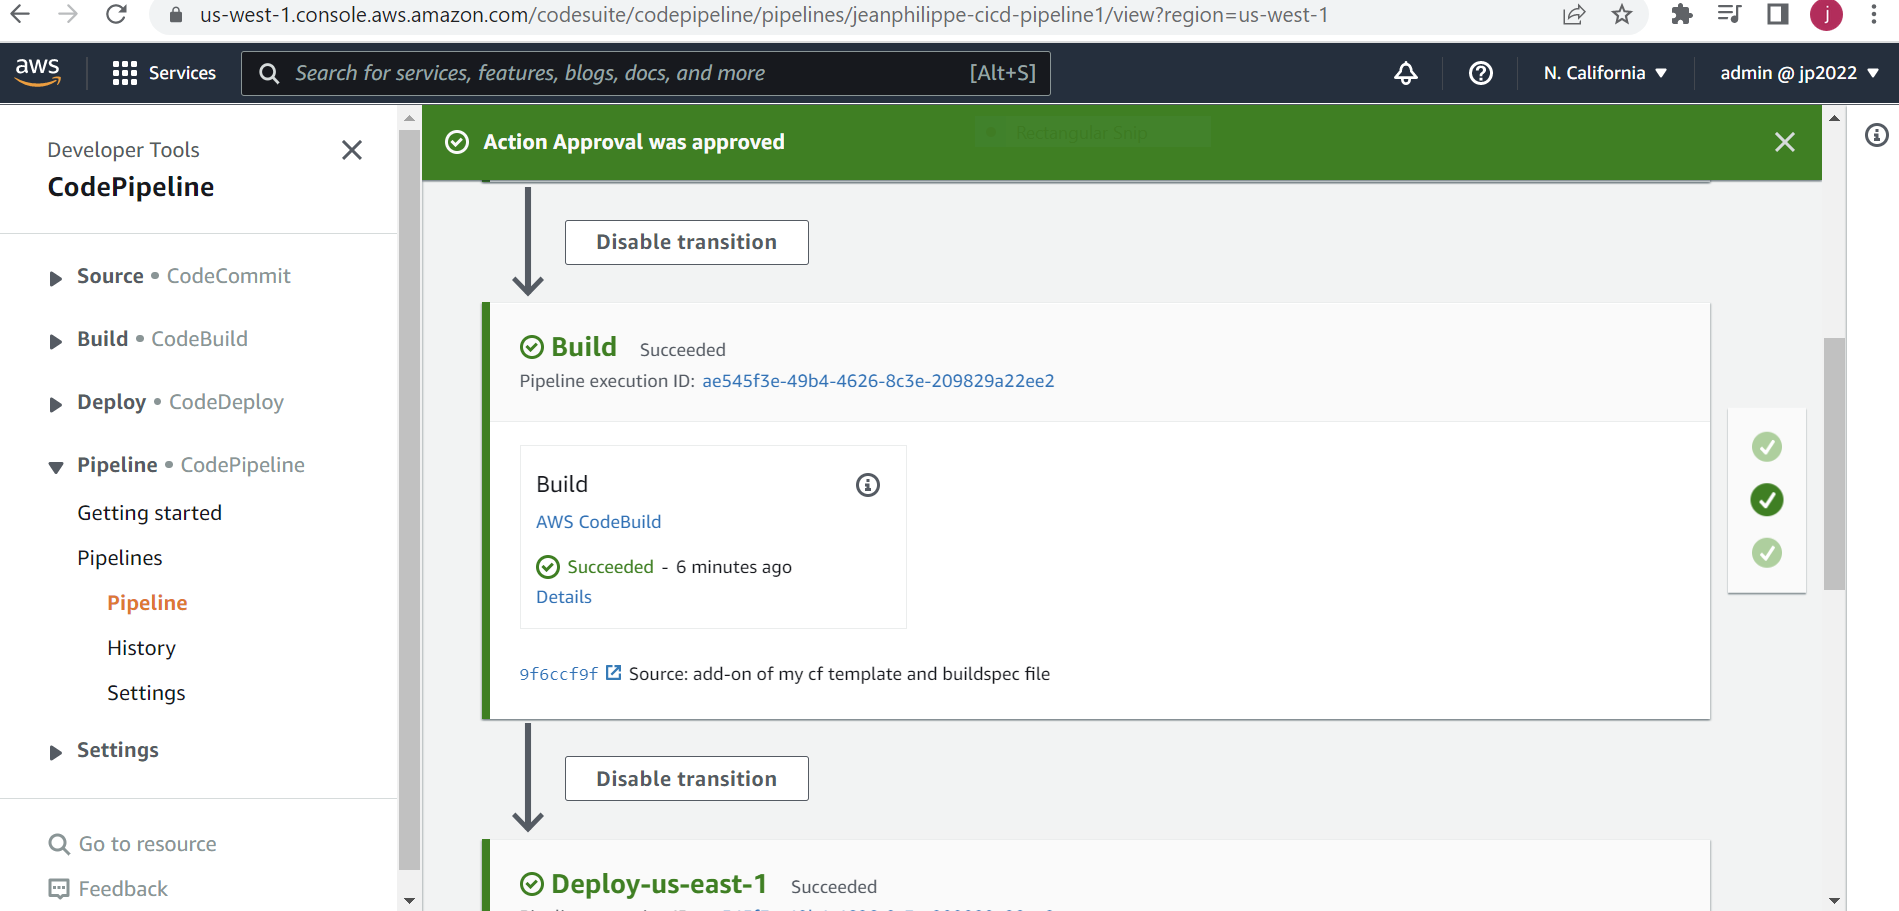 us-west-1.console.aws.amazon.com/codesuite/codepipeline/pipelines/jeanphilippe-cicd-pipeline1/view?region=us-west-1
j
aws
Services
Search for services, features, blogs, docs, and more
[Alt+S]
N. California
admin @ jp2022
Developer Tools
CodePipeline
Source • CodeCommit
Build • CodeBuild
Deploy • CodeDeploy
Pipeline • CodePipeline
Getting started
Pipelines
Pipeline
History
Settings
Settings
Go to resource
Feedback
Action Approval was approved
Rectangular Snip
Disable transition
Build Succeeded
Pipeline execution ID: ae545f3e-49b4-4626-8c3e-209829a22ee2
Build
AWS CodeBuild
Succeeded - 6 minutes ago
Details
9f6ccf9f Source: add-on of my cf template and buildspec file
Disable transition
Deploy-us-east-1 Succeeded